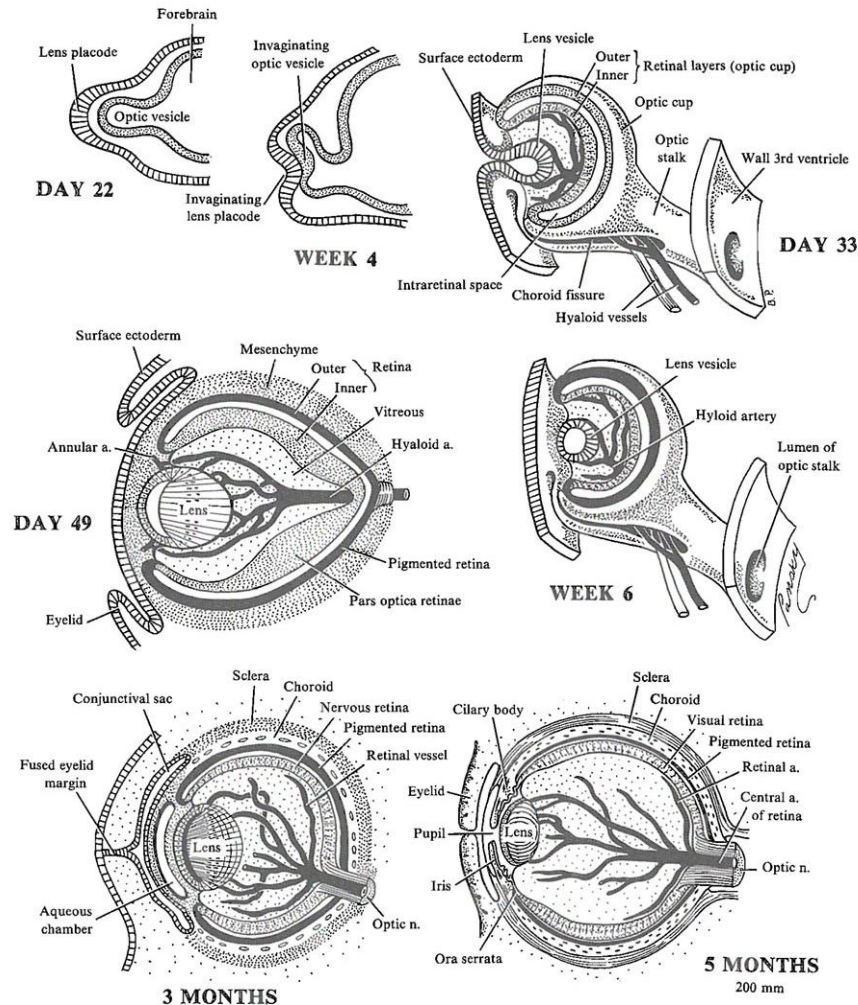 Forebrain
Lens placode
Optic vesicle
DAY 22
Invaginating
optic vesicle
Invaginating
lens placode
WEEK 4
Lens vesicle
Surface ectoderm
Outer
Inner
Retinal layers (optic cup)
Optic cup
Optic
stalk
Wall 3rd ventricle
DAY 33
Intraretinal space
Choroid fissure
Hyaloid vessels
B.P.
Surface ectoderm
Mesenchyme
Outer
Inner
Retina
Vitreous
Hyaloid a.
Annular a.
Lens
DAY 49
Pigmented retina
Pars optica retinae
Eyelid
Lens vesicle
Hyloid artery
Lumen of
optic stalk
WEEK 6
Pansky
Sclera
Choroid
Conjunctival sac
Nervous retina
Pigmented retina
Retinal vessel
Fused eyelid
margin
Lens
Aqueous
chamber
Optic n.
3 MONTHS
Sclera
Cilary body
Choroid
Visual retina
Pigmented retina
Retinal a.
Eyelid
Central a.
of retina
Pupil
Lens
Optic n.
Iris
Ora serrata
5 MONTHS
200 mm